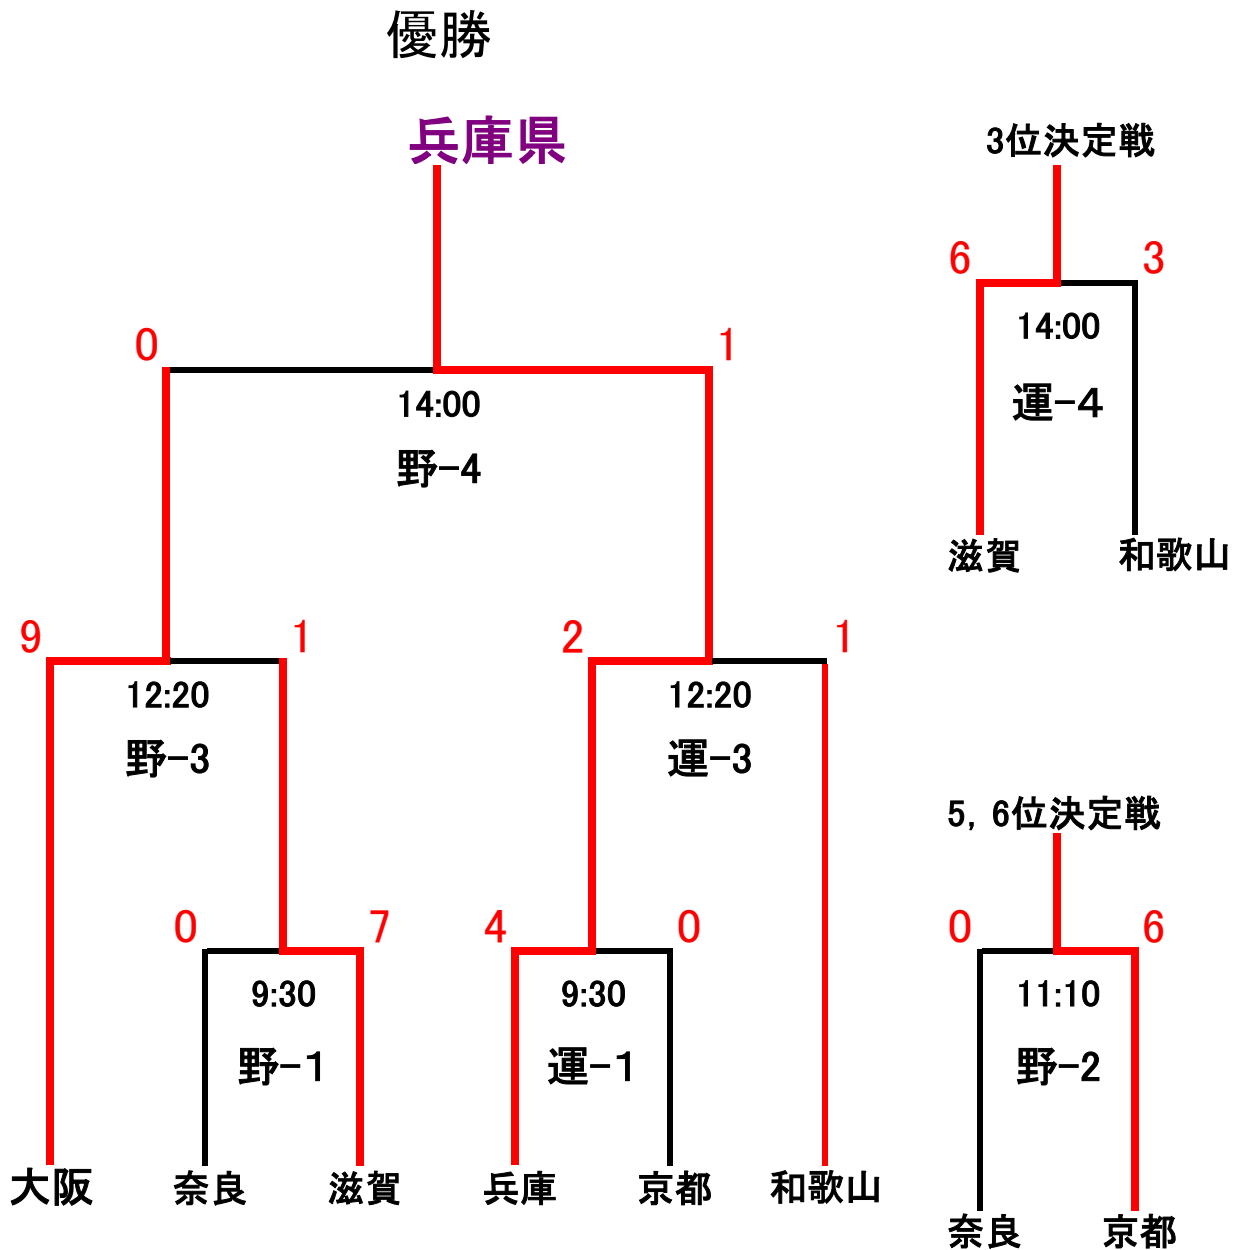 優勝
兵庫県
3位決定戦
6 3
14:00
運-4
滋賀 和歌山
0 1
14:00
野-4
9 1 2 1
12:20 12:20
野-3 運-3
5, 6位決定戦
0 7 4 0 0 6
9:30 9:30 11:10
野-1 運-1 野-2
大阪 奈良 滋賀 兵庫 京都 和歌山
奈良 京都